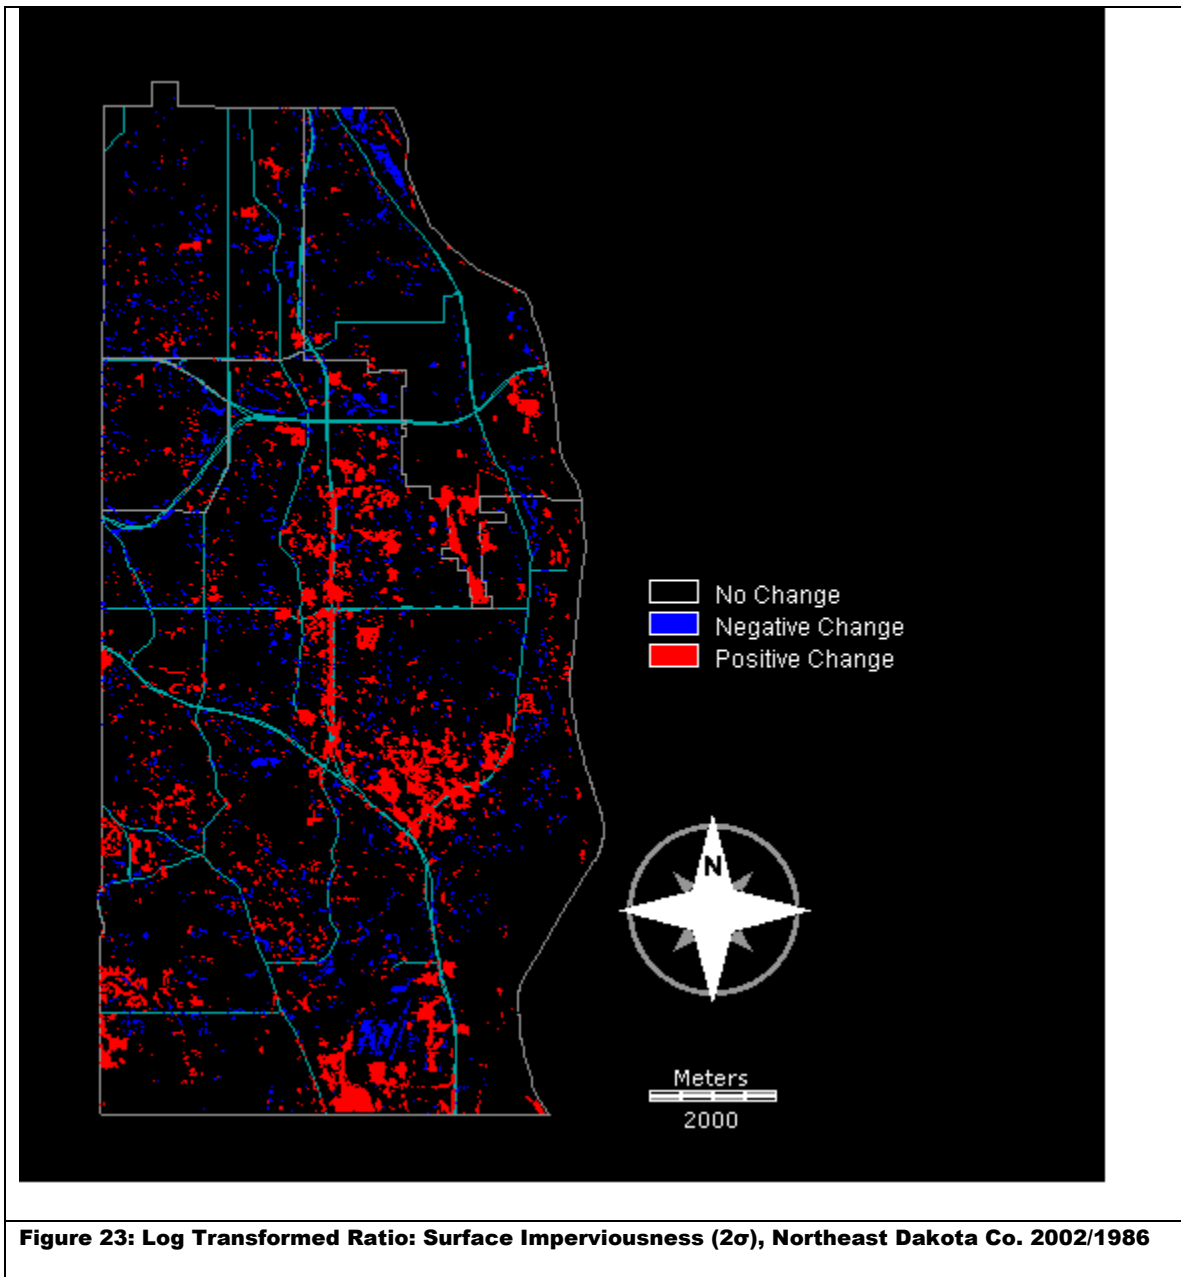 No Change
Negative Change
Positive Change
N
Meters
2000
Figure 23: Log Transformed Ratio: Surface Imperviousness (2σ), Northeast Dakota Co. 2002/1986